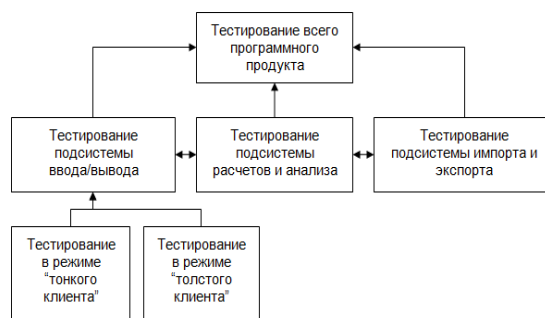 Тестирование всего
программного
продукта
Тестирование
подсистемы
ввода/вывода
Тестирование
подсистемы
расчетов и анализа
Тестирование
подсистемы импорта и
экспорта
Тестирование
в режиме
“тонкого
клиента”
Тестирование
в режиме
“толстого
клиента”